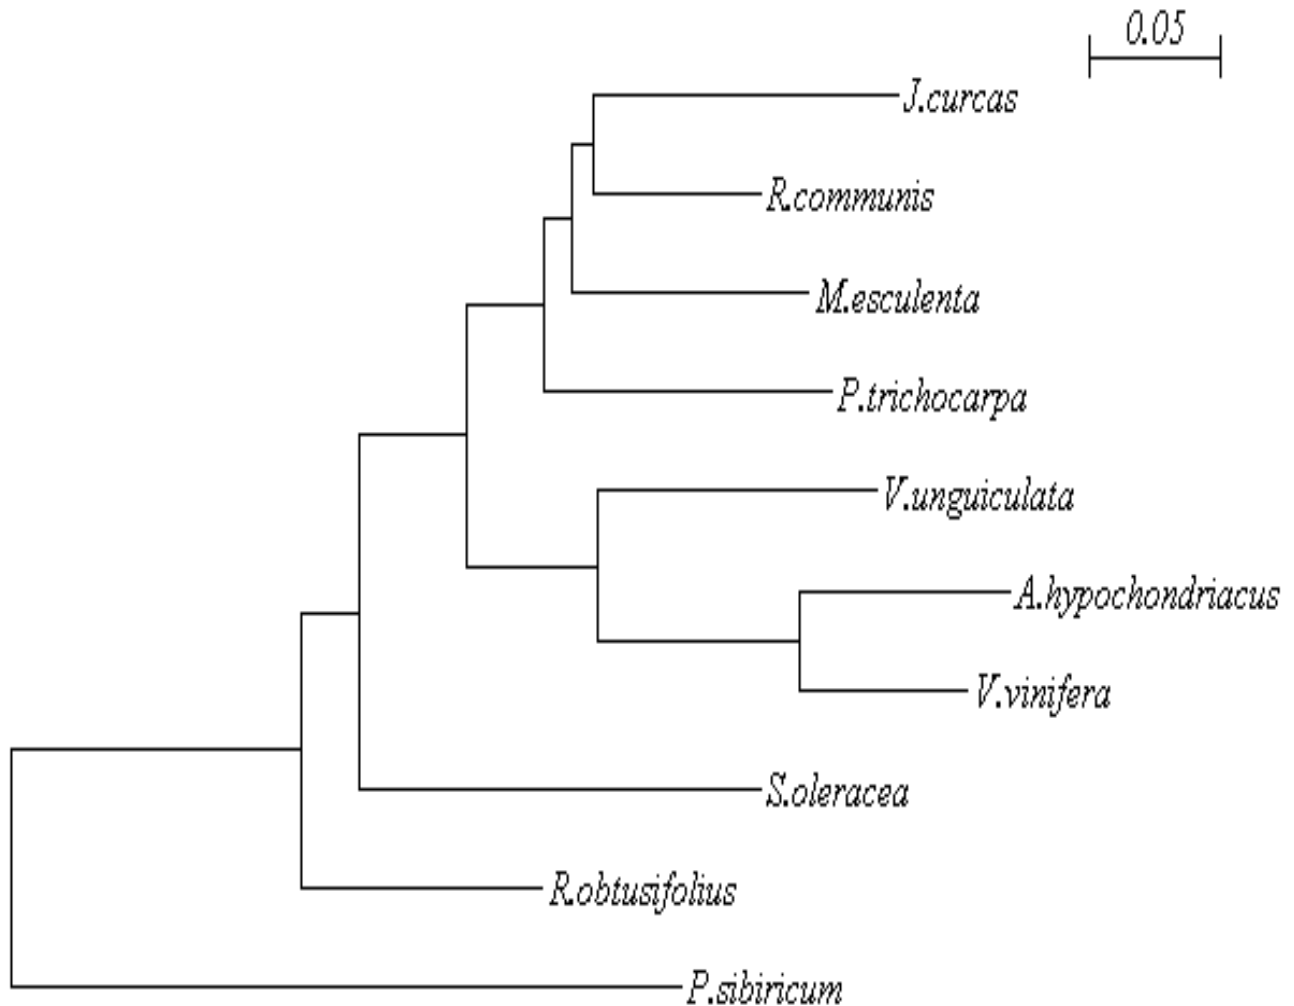 0.05
J.curcas
R.communis
M.esculenta
P.trichocarpa
V.unguiculata
A.hypochondriacus
V.vinifera
S.oleracea
R.obtusifolius
P.sibiricum